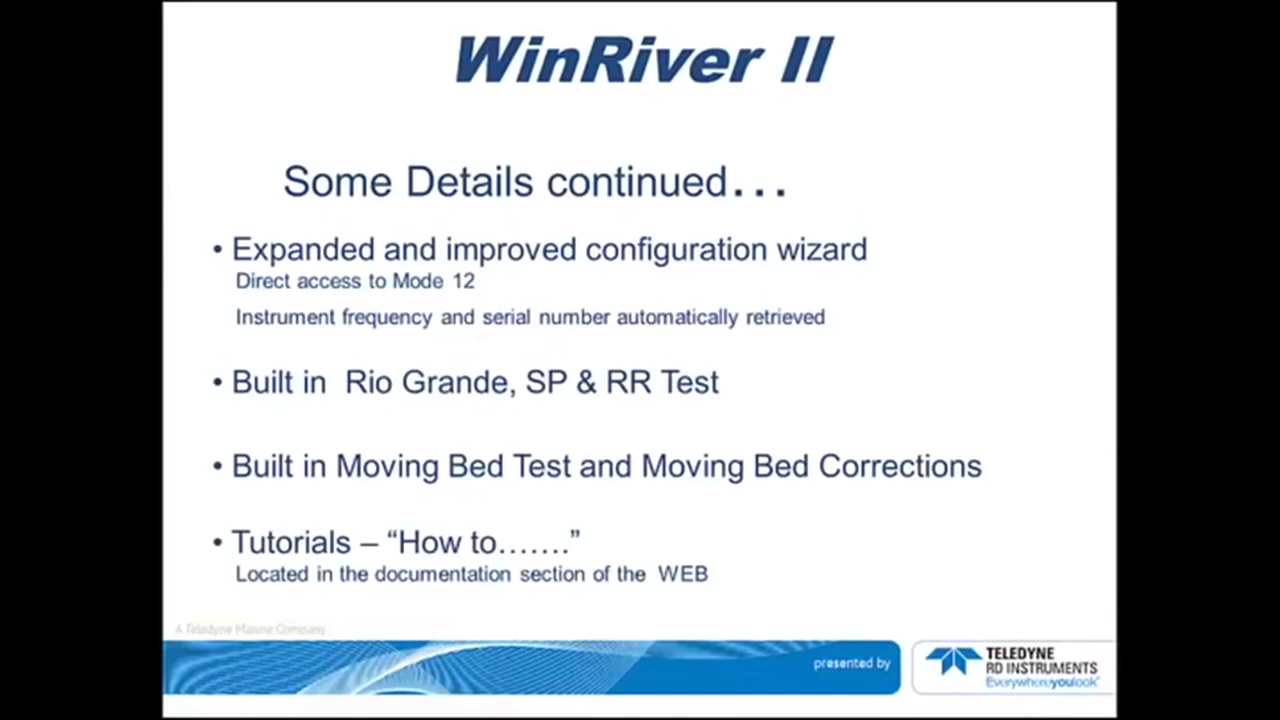 WinRiver II
Some Details continued...
• Expanded and improved configuration wizard
Direct access to Mode 12
Instrument frequency and serial number automatically retrieved
• Built in Rio Grande, SP & RR Test
• Built in Moving Bed Test and Moving Bed Corrections
• Tutorials – “How to…….”
Located in the documentation section of the WEB
A Teledyne Marine Company
presented by
TELEDYNE
RD INSTRUMENTS
Everywhereyoulook™